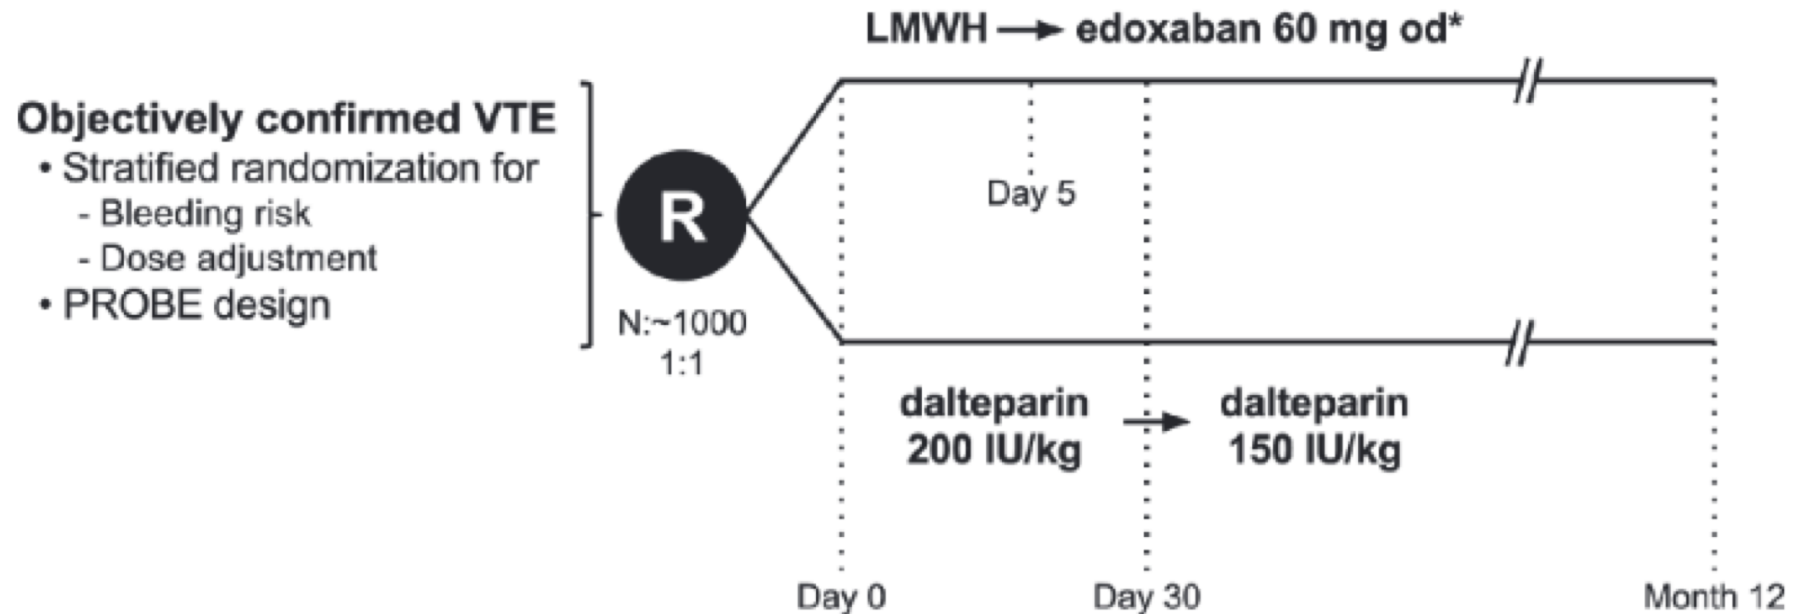 LMWH → edoxaban 60 mg od*
Objectively confirmed VTE
• Stratified randomization for
- Bleeding risk
- Dose adjustment
• PROBE design
R
N:~1000
1:1
Day 5
dalteparin → dalteparin
200 IU/kg 150 IU/kg
Day 0 Day 30 Month 12